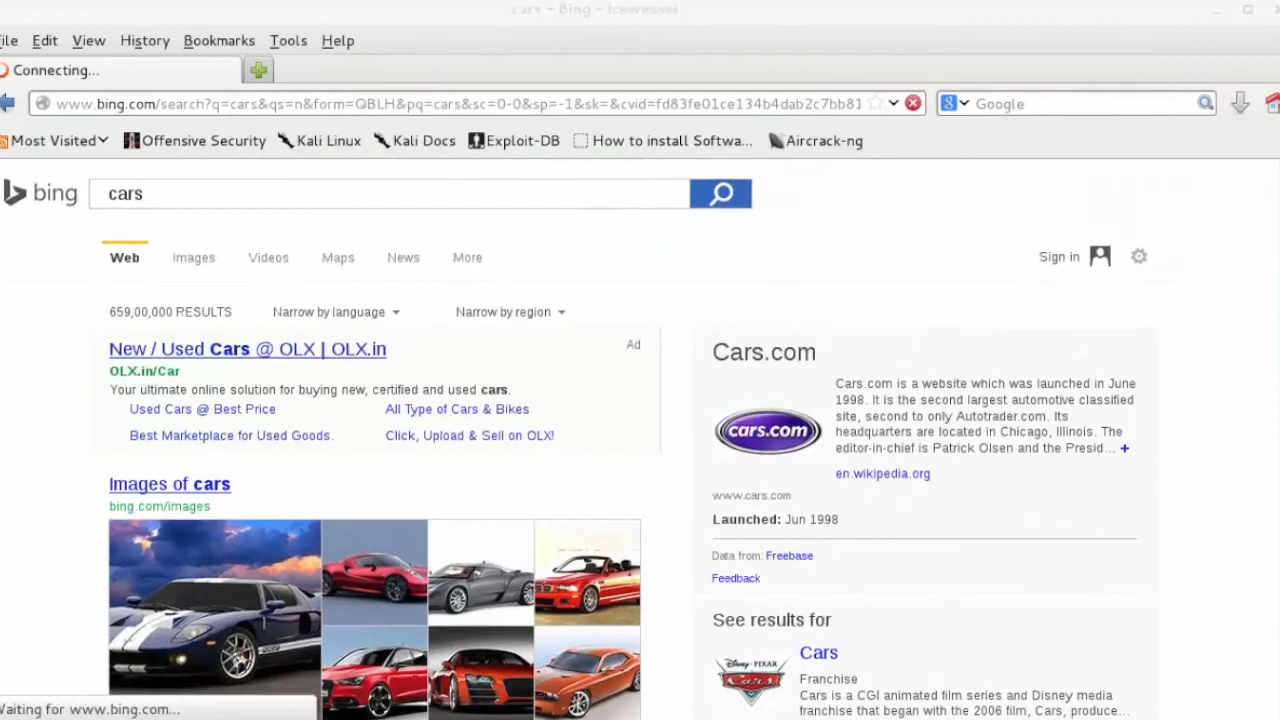 cars - Bing - Iceweasel
ile Edit View History Bookmarks Tools Help
Connecting...
www.bing.com/search?q=cars&qs=n&form=QBLH&pq=cars&sc=0-0&sp=-1&sk=&cvid=fd83fe01ce134b4dab2c7bb81
Google
Most Visited Offensive Security Kali Linux Kali Docs Exploit-DB How to install Softwa... Aircrack-ng
bing cars
Web Images Videos Maps News More
Sign in
659,00,000 RESULTS Narrow by language Narrow by region
New / Used Cars @ OLX | OLX.in
Ad
OLX.in/Car
Your ultimate online solution for buying new, certified and used cars.
Used Cars @ Best Price All Type of Cars & Bikes
Best Marketplace for Used Goods. Click, Upload & Sell on OLX!
Images of cars
bing.com/images
Cars.com
cars.com
Cars.com is a website which was launched in June
1998. It is the second largest automotive classified
site, second to only Autotrader.com. Its
headquarters are located in Chicago, Illinois. The
editor-in-chief is Patrick Olsen and the Presid... +
en.wikipedia.org
www.cars.com
Launched: Jun 1998
Data from: Freebase
Feedback
See results for
Disney·PIXAR
Cars
Cars
Franchise
Cars is a CGI animated film series and Disney media
franchise that began with the 2006 film, Cars, produce...
Waiting for www.bing.com...